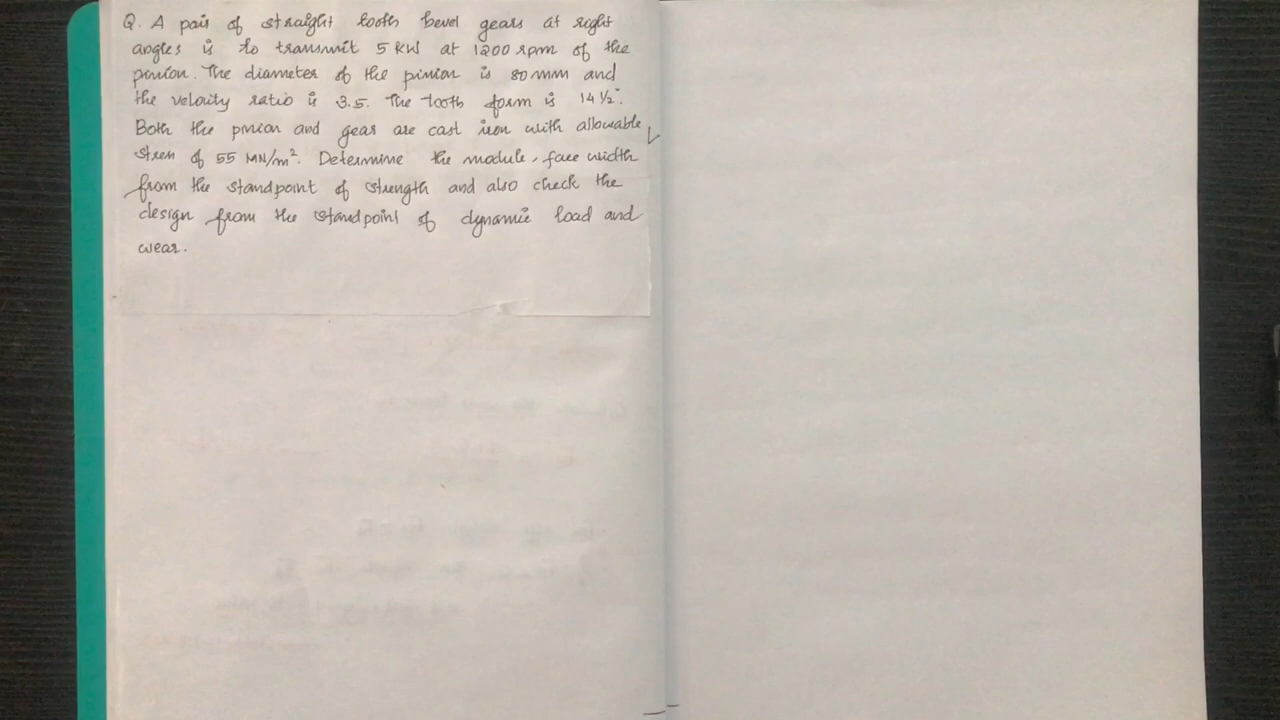 Q. A pair of straight tooth bevel gears at right
angles is to transmit 5 kW at 1200 rpm of the
pinion. The diameter of the pinion is 80 mm and
the velocity ratio is 3.5. The tooth form is 14 ½°.
Both the pinion and gear are cast iron with allowable
stress of 55 MN/m². Determine the module, face width
from the standpoint of strength and also check the
design from the standpoint of dynamic load and
wear.